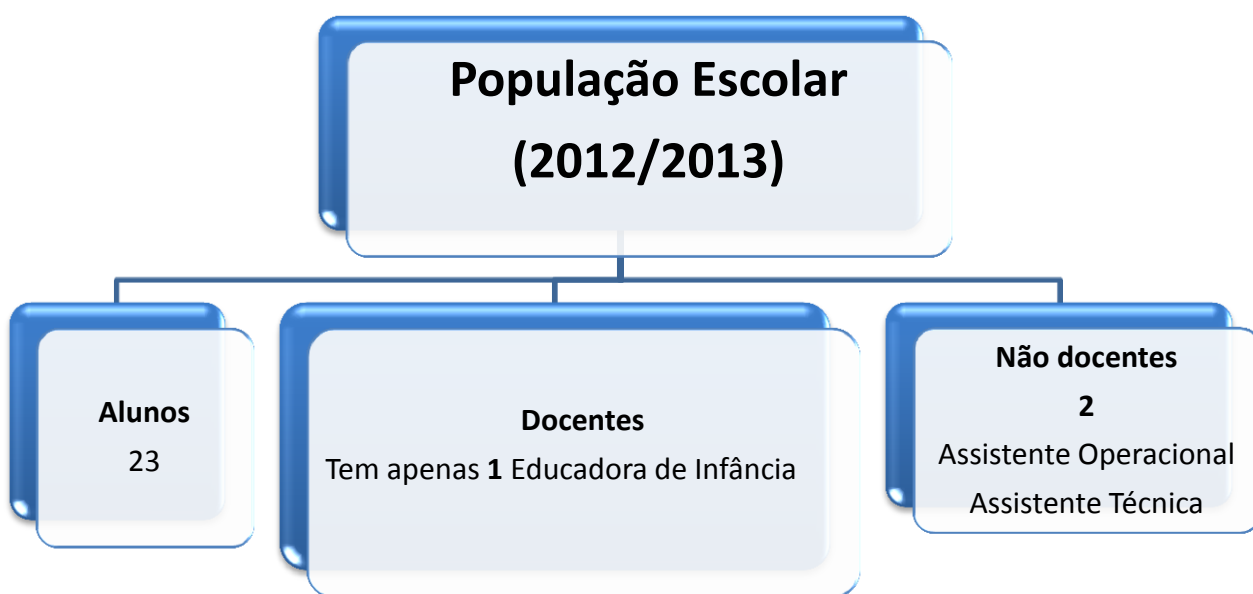 População Escolar
(2012/2013)
Alunos
23
Docentes
Tem apenas 1 Educadora de Infância
Não docentes
2
Assistente Operacional
Assistente Técnica